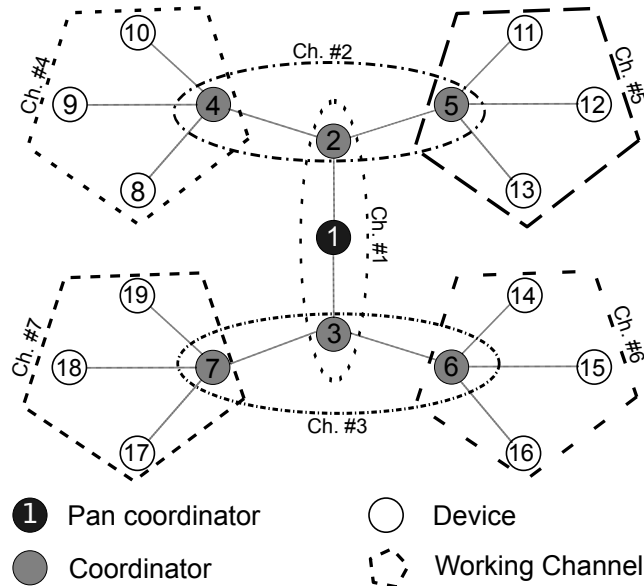 10
11
Ch. #2
Ch. #4
Ch. #5
9
4
5
12
2
8
13
1
Ch. #1
19
14
3
Ch. #7
Ch. #6
18
7
6
15
Ch. #3
17
16
1 Pan coordinator
Device
Coordinator
Working Channel